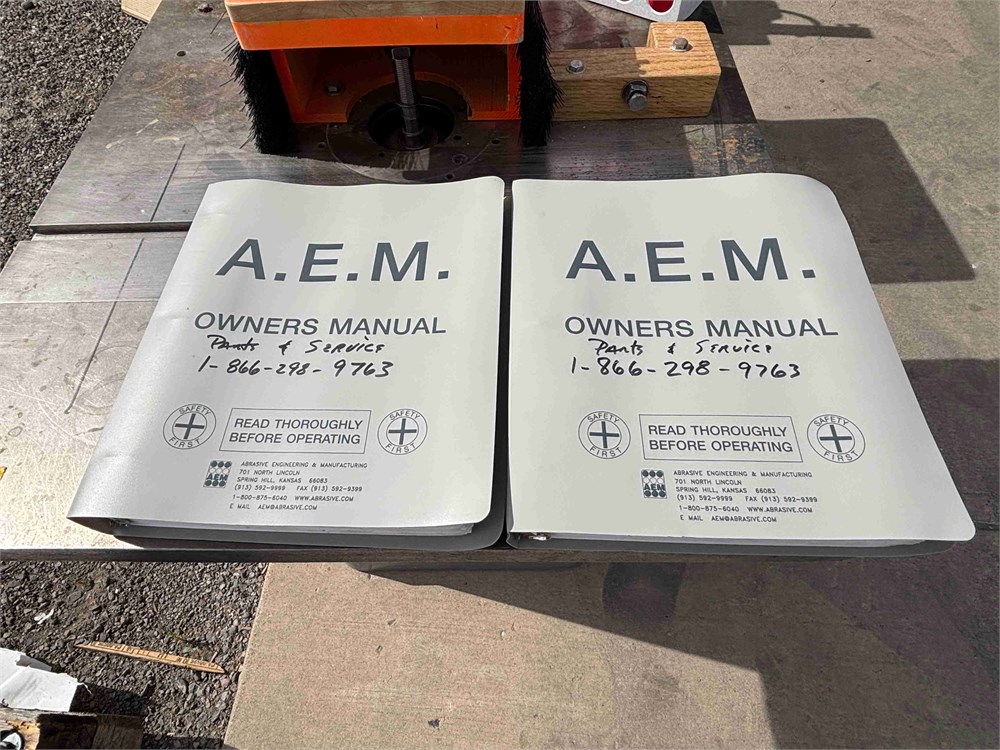 A.E.M.
OWNERS MANUAL
Parts & Service
1-866-298-9763
SAFETY FIRST
READ THOROUGHLY
BEFORE OPERATING
SAFETY FIRST
AEM
ABRASIVE ENGINEERING & MANUFACTURING
701 NORTH LINCOLN
SPRING HILL, KANSAS 66083
(913) 592-9999 FAX (913) 592-9399
1-800-875-6040 WWW.ABRASIVE.COM
E MAIL AEM@ABRASIVE.COM
A.E.M.
OWNERS MANUAL
Parts & Service
1-866-298-9763
SAFETY FIRST
READ THOROUGHLY
BEFORE OPERATING
SAFETY FIRST
AEM
ABRASIVE ENGINEERING & MANUFACTURING
701 NORTH LINCOLN
SPRING HILL, KANSAS 66083
(913) 592-9999 FAX (913) 592-9399
1-800-875-6040 WWW.ABRASIVE.COM
E MAIL AEM@ABRASIVE.COM